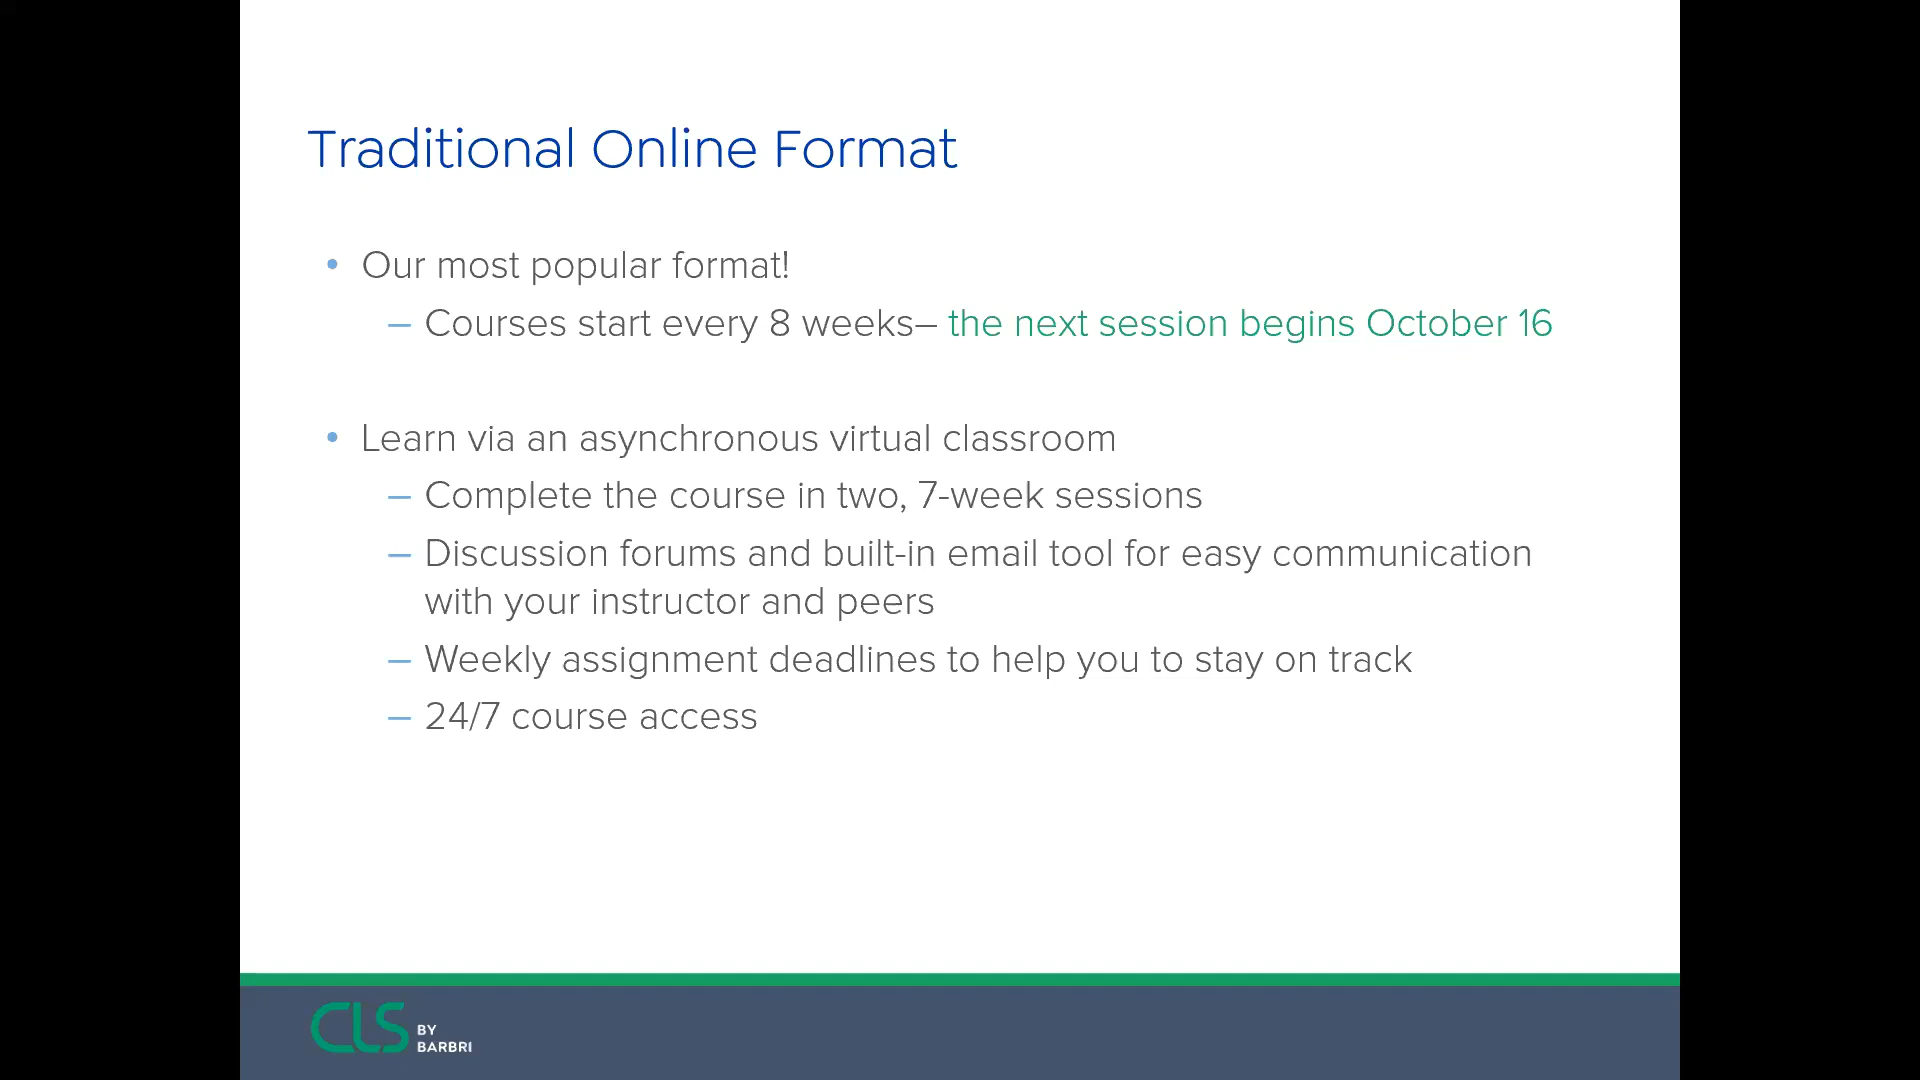 Traditional Online Format
• Our most popular format!
– Courses start every 8 weeks– the next session begins October 16
• Learn via an asynchronous virtual classroom
– Complete the course in two, 7-week sessions
– Discussion forums and built-in email tool for easy communication
with your instructor and peers
– Weekly assignment deadlines to help you to stay on track
– 24/7 course access
CLS BY
BARBRI